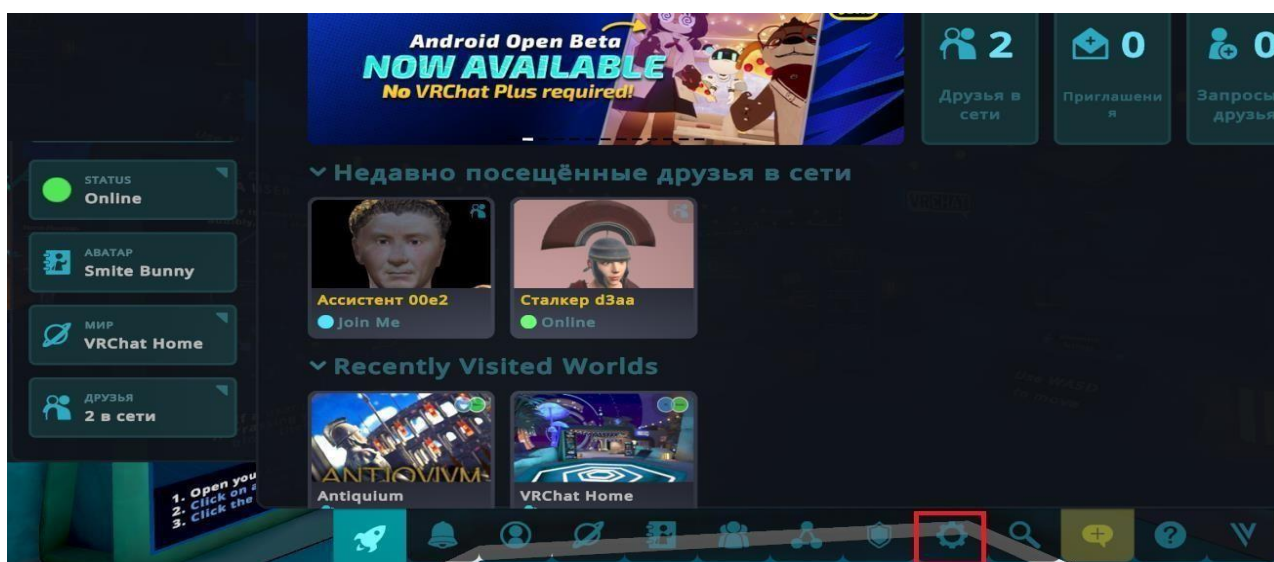 Android Open Beta
NOW AVAILABLE
No VRChat Plus required!
2
0
0
Друзья в
сети
Приглашени
я
Запросы
друзья
STATUS
Online
АВАТАР
Smite Bunny
МИР
VRChat Home
ДРУЗЬЯ
2 в сети
Недавно посещённые друзья в сети
Ассистент 00e2
Join Me
Сталкер d3aa
Online
Recently Visited Worlds
ANTIQVIVM
Antiquium
VRChat Home
1. Open you
2. Click on a
3. Click the